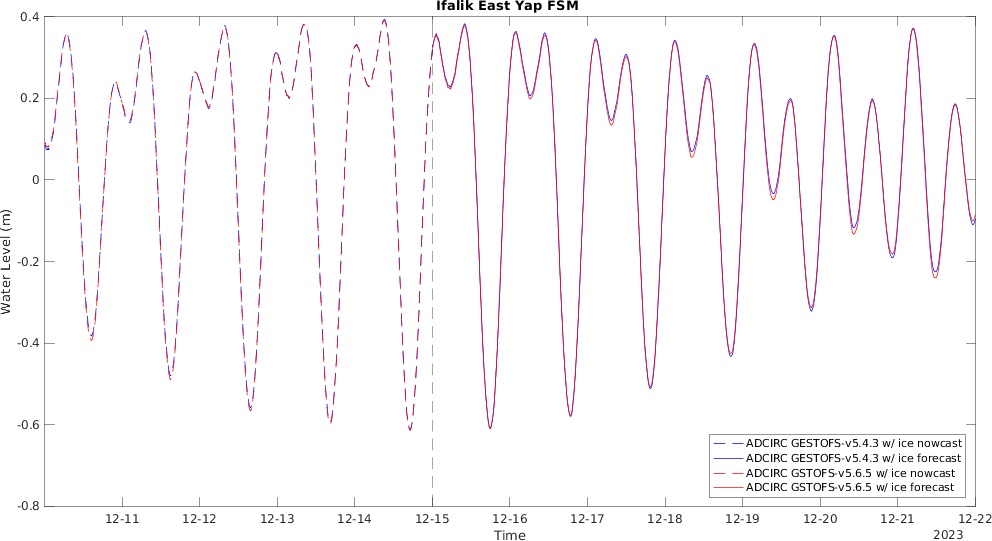 Ifalik East Yap FSM
0.4
0.2
0
-0.2
-0.4
-0.6
-0.8
Water Level (m)
ADCIRC GESTOFS-v5.4.3 w/ ice nowcast
ADCIRC GESTOFS-v5.4.3 w/ ice forecast
ADCIRC GSTOFS-v5.6.5 w/ ice nowcast
ADCIRC GSTOFS-v5.6.5 w/ ice forecast
12-11 12-12 12-13 12-14 12-15 12-16 12-17 12-18 12-19 12-20 12-21 12-22
Time
2023